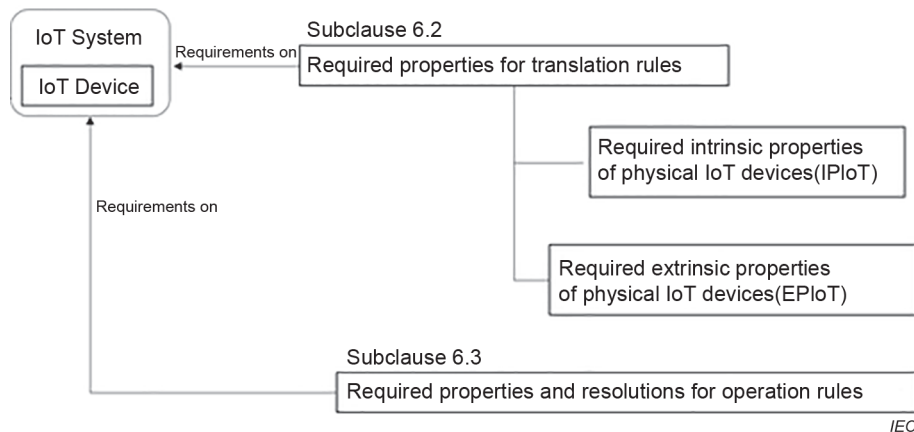 IoT System
IoT Device
Requirements on
Subclause 6.2
Required properties for translation rules
Required intrinsic properties
of physical IoT devices(IPIoT)
Required extrinsic properties
of physical IoT devices(EPIoT)
Requirements on
Subclause 6.3
Required properties and resolutions for operation rules
IEC